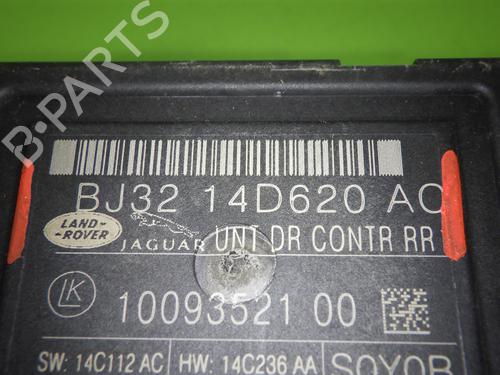 B-PARTS
BJ32 14D620 AC
LAND-
-ROVER
JAGUAR
UNT DR CONTR RR
LK
10093521 00
SW: 14C112 AC
HW: 14C236 AA